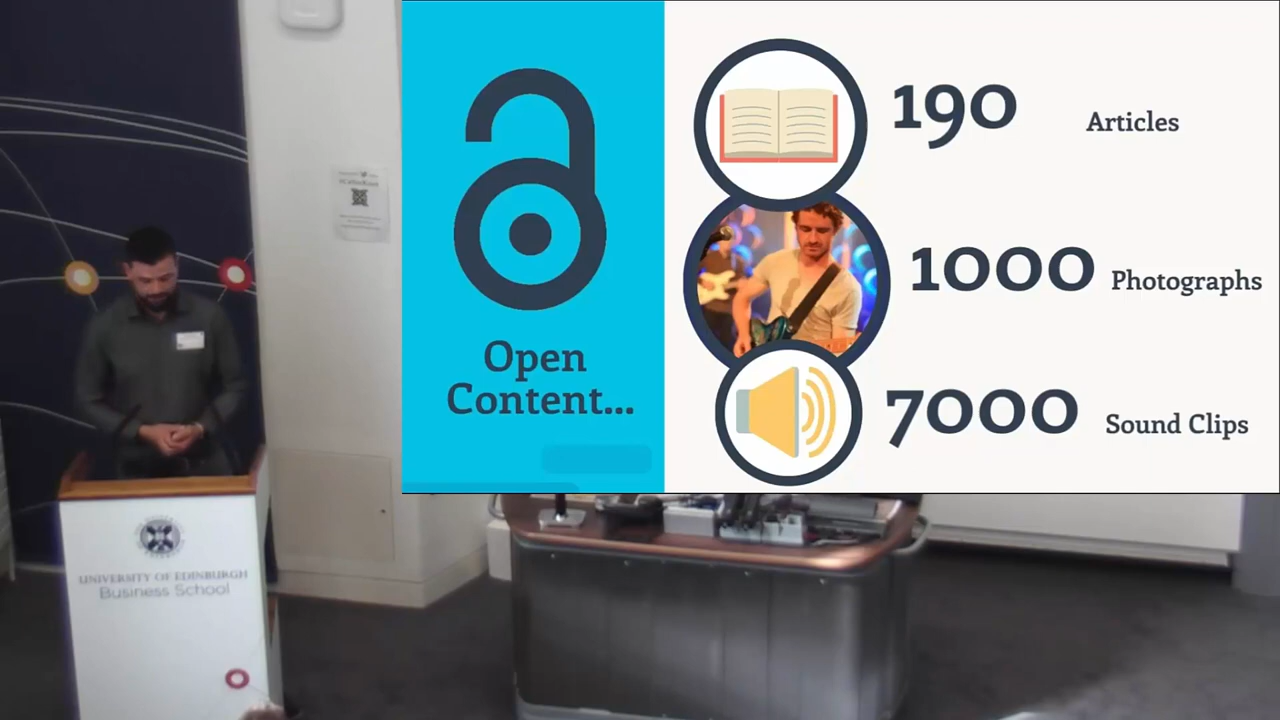 190 Articles
1000 Photographs
7000 Sound Clips
Open
Content...
UNIVERSITY OF EDINBURGH
Business School